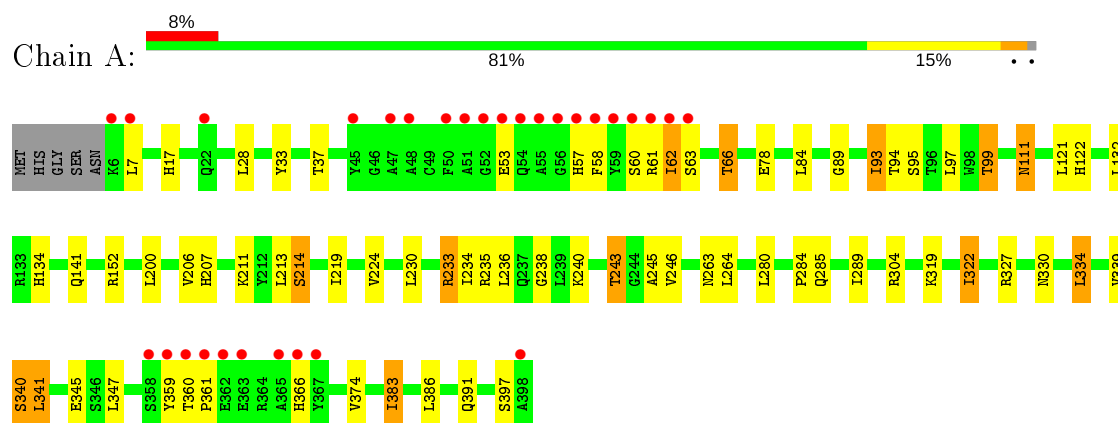 8%
Chain A:
81% 15% • •
MET HIS GLY SER ASN K6 L7 H17 Q22 L28 Y33 T37 Y45 G46 A47 A48 C49 F50 A51 G52 E53 Q54 A55 G56 H57 F58 Y59 S60 R61 I62 S63 T66 E78 L84 G89 I93 T94 S95 T96 L97 W98 T99 N111 L121 H122 L132
R133 H134 Q141 R152 L200 V206 H207 K211 Y212 L213 S214 I219 V224 L230 R233 I234 R235 L236 Q237 G238 L239 K240 T243 G244 A245 V246 N263 L264 L280 P284 Q285 I289 R304 K319 I322 R327 N330 L334 V339
S340 L341 E345 S346 L347 S358 Y359 T360 P361 E362 E363 R364 A365 H366 Y367 V374 I383 L386 Q391 S397 A398